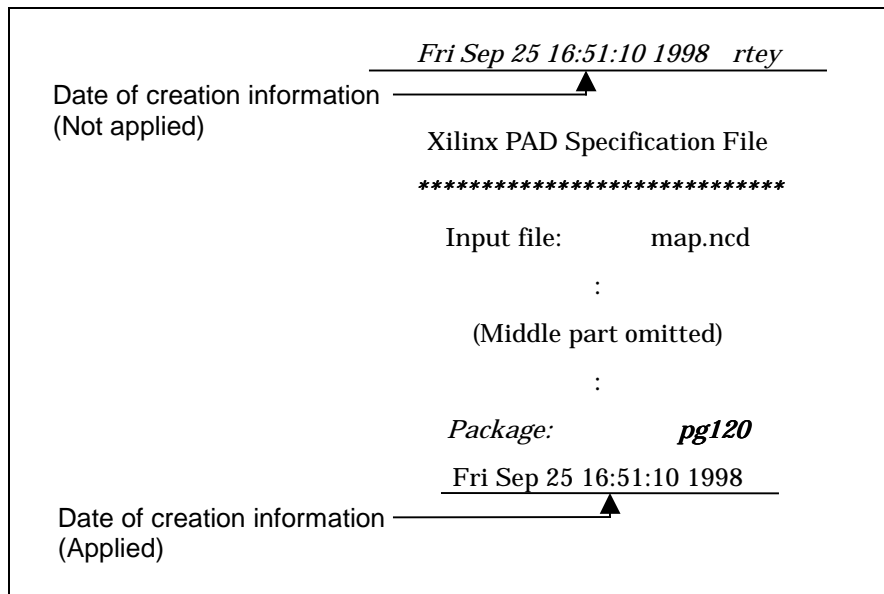 Fri Sep 25 16:51:10 1998 rtey
Date of creation information
(Not applied)
Xilinx PAD Specification File
*****************************
Input file: map.ncd
:
(Middle part omitted)
:
Package: pg120
Fri Sep 25 16:51:10 1998
Date of creation information
(Applied)